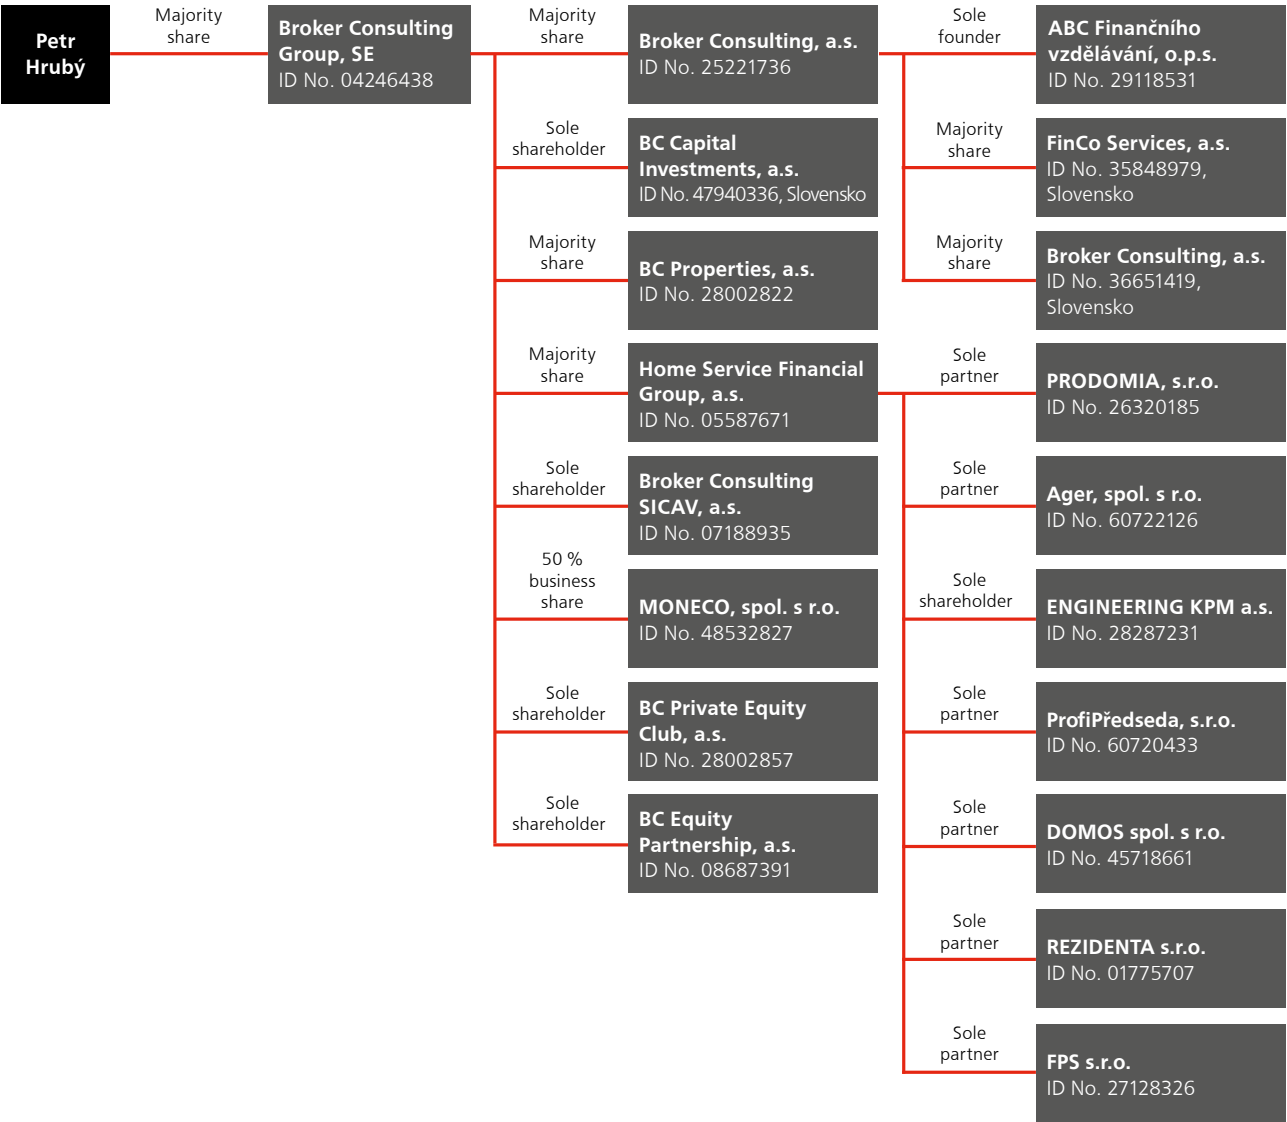 Petr
Hrubý
Majority
share
Broker Consulting
Group, SE
ID No. 04246438
Majority
share
Broker Consulting, a.s.
ID No. 25221736
Sole
founder
ABC Finančního
vzdělávání, o.p.s.
ID No. 29118531
Sole
shareholder
BC Capital
Investments, a.s.
ID No. 47940336, Slovensko
Majority
share
FinCo Services, a.s.
ID No. 35848979,
Slovensko
Majority
share
BC Properties, a.s.
ID No. 28002822
Majority
share
Broker Consulting, a.s.
ID No. 36651419,
Slovensko
Majority
share
Home Service Financial
Group, a.s.
ID No. 05587671
Sole
partner
PRODOMIA, s.r.o.
ID No. 26320185
Sole
shareholder
Broker Consulting
SICAV, a.s.
ID No. 07188935
Sole
partner
Ager, spol. s r.o.
ID No. 60722126
50 %
business
share
MONECO, spol. s r.o.
ID No. 48532827
Sole
shareholder
ENGINEERING KPM a.s.
ID No. 28287231
Sole
shareholder
BC Private Equity
Club, a.s.
ID No. 28002857
Sole
partner
ProfiPředseda, s.r.o.
ID No. 60720433
Sole
shareholder
BC Equity
Partnership, a.s.
ID No. 08687391
Sole
partner
DOMOS spol. s r.o.
ID No. 45718661
Sole
partner
REZIDENTA s.r.o.
ID No. 01775707
Sole
partner
FPS s.r.o.
ID No. 27128326